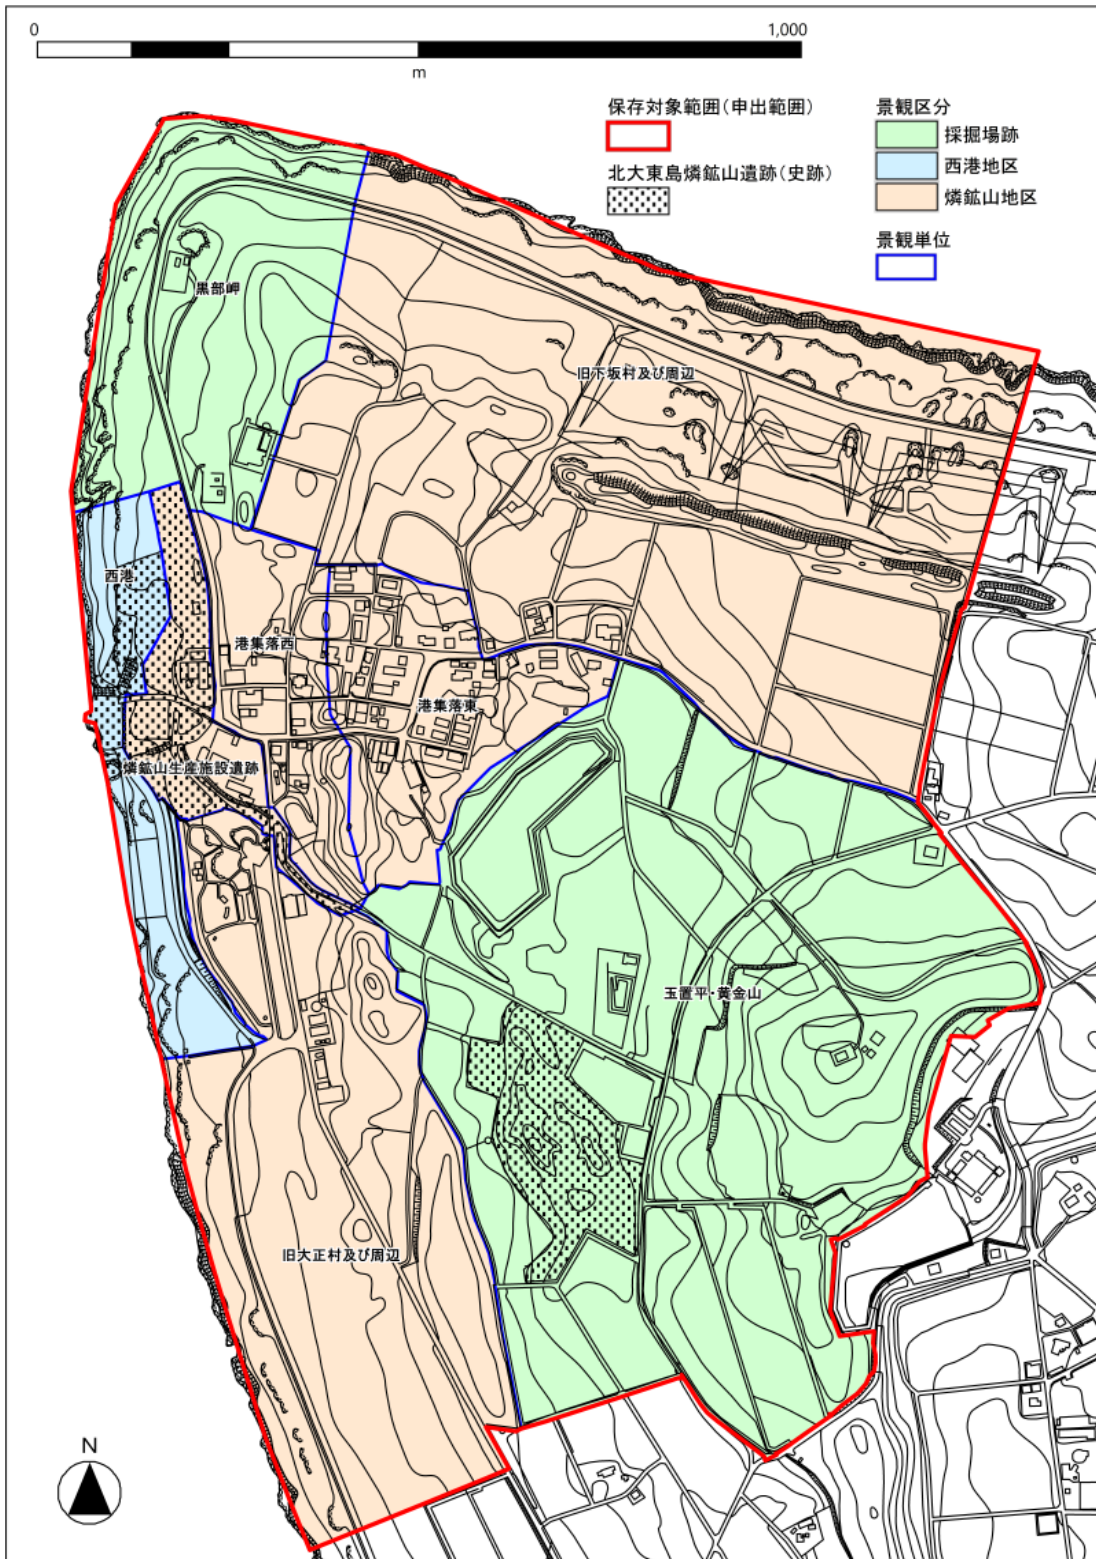 0 1,000
m
保存対象範囲(申出範囲)
北大東島燐鉱山遺跡(史跡)
景観区分
採掘場跡
西港地区
燐鉱山地区
景観単位
黒部岬
旧下坂村及び周辺
西港
港集落西
港集落東
燐鉱山生産施設遺跡
玉置平・黄金山
旧大正村及び周辺
N